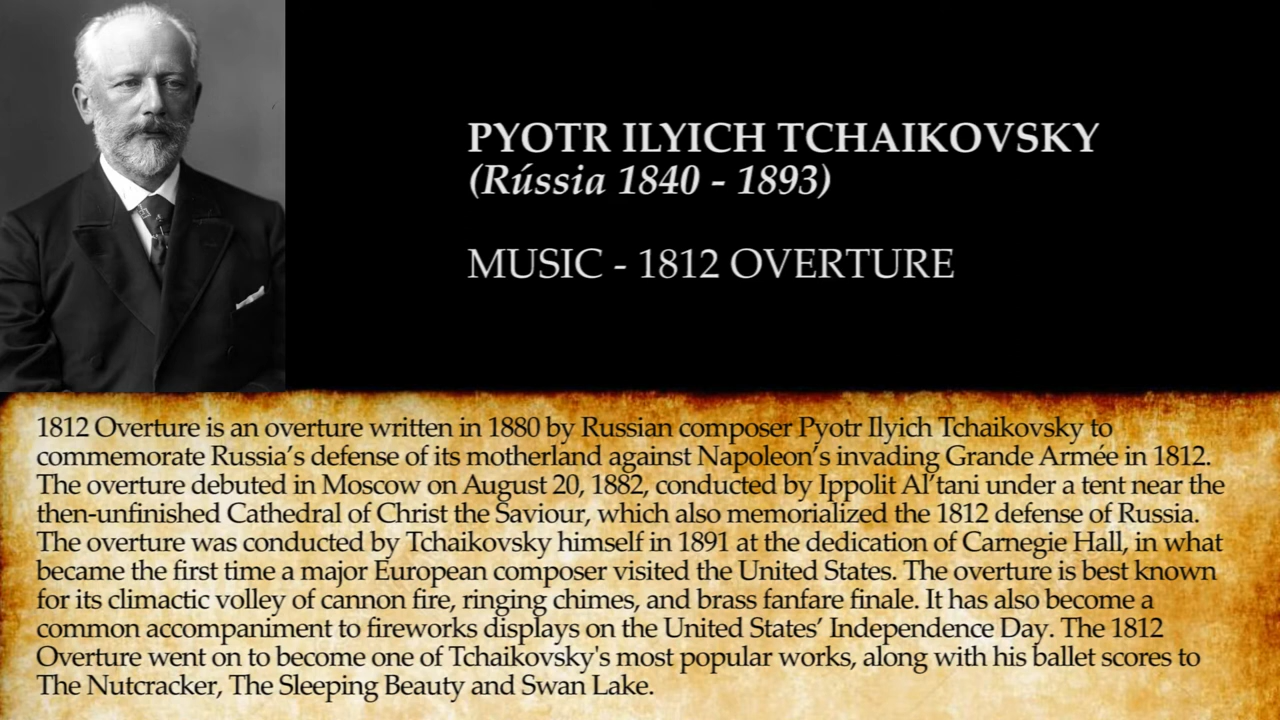 PYOTR ILYICH TCHAIKOVSKY
(Rússia 1840 - 1893)
MUSIC - 1812 OVERTURE
1812 Overture is an overture written in 1880 by Russian composer Pyotr Ilyich Tchaikovsky to
commemorate Russia’s defense of its motherland against Napoleon’s invading Grande Armée in 1812.
The overture debuted in Moscow on August 20, 1882, conducted by Ippolit Al’tani under a tent near the
then-unfinished Cathedral of Christ the Saviour, which also memorialized the 1812 defense of Russia.
The overture was conducted by Tchaikovsky himself in 1891 at the dedication of Carnegie Hall, in what
became the first time a major European composer visited the United States. The overture is best known
for its climactic volley of cannon fire, ringing chimes, and brass fanfare finale. It has also become a
common accompaniment to fireworks displays on the United States’ Independence Day. The 1812
Overture went on to become one of Tchaikovsky's most popular works, along with his ballet scores to
The Nutcracker, The Sleeping Beauty and Swan Lake.